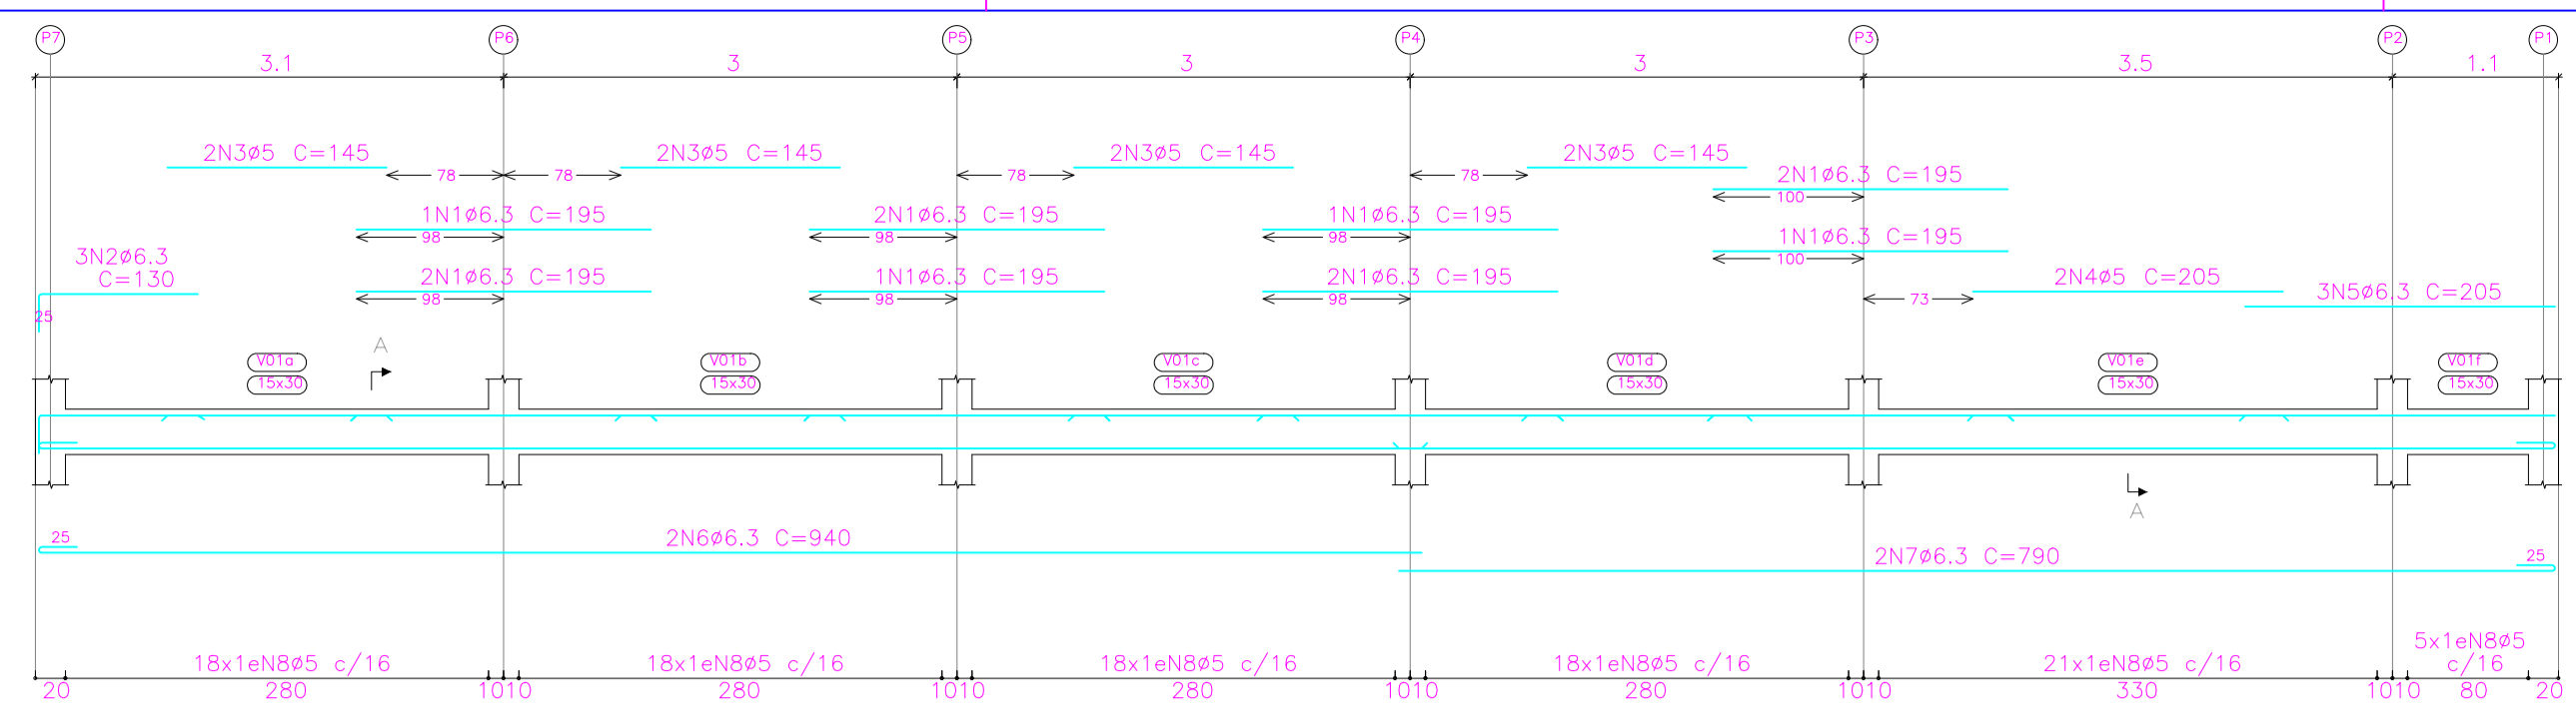 P7 P6 P5 P4 P3 P2 P1
3.1 3 3 3 3.5 1.1
2N3ø5 C=145 2N3ø5 C=145 2N3ø5 C=145 2N3ø5 C=145
78 78 78 78
2N1ø6.3 C=195
100
1N1ø6.3 C=195 2N1ø6.3 C=195 1N1ø6.3 C=195
98 98 98
1N1ø6.3 C=195
100
3N2ø6.3
C=130
25
2N1ø6.3 C=195 1N1ø6.3 C=195 2N1ø6.3 C=195
98 98 98
2N4ø5 C=205
73
3N5ø6.3 C=205
A
V01a V01b V01c V01d V01e V01f
15x30 15x30 15x30 15x30 15x30 15x30
A
25 2N6ø6.3 C=940
2N7ø6.3 C=790 25
18x1eN8ø5 c/16 18x1eN8ø5 c/16 18x1eN8ø5 c/16 18x1eN8ø5 c/16 21x1eN8ø5 c/16 5x1eN8ø5
c/16
20 280 1010 280 1010 280 1010 280 1010 330 1010 80 20